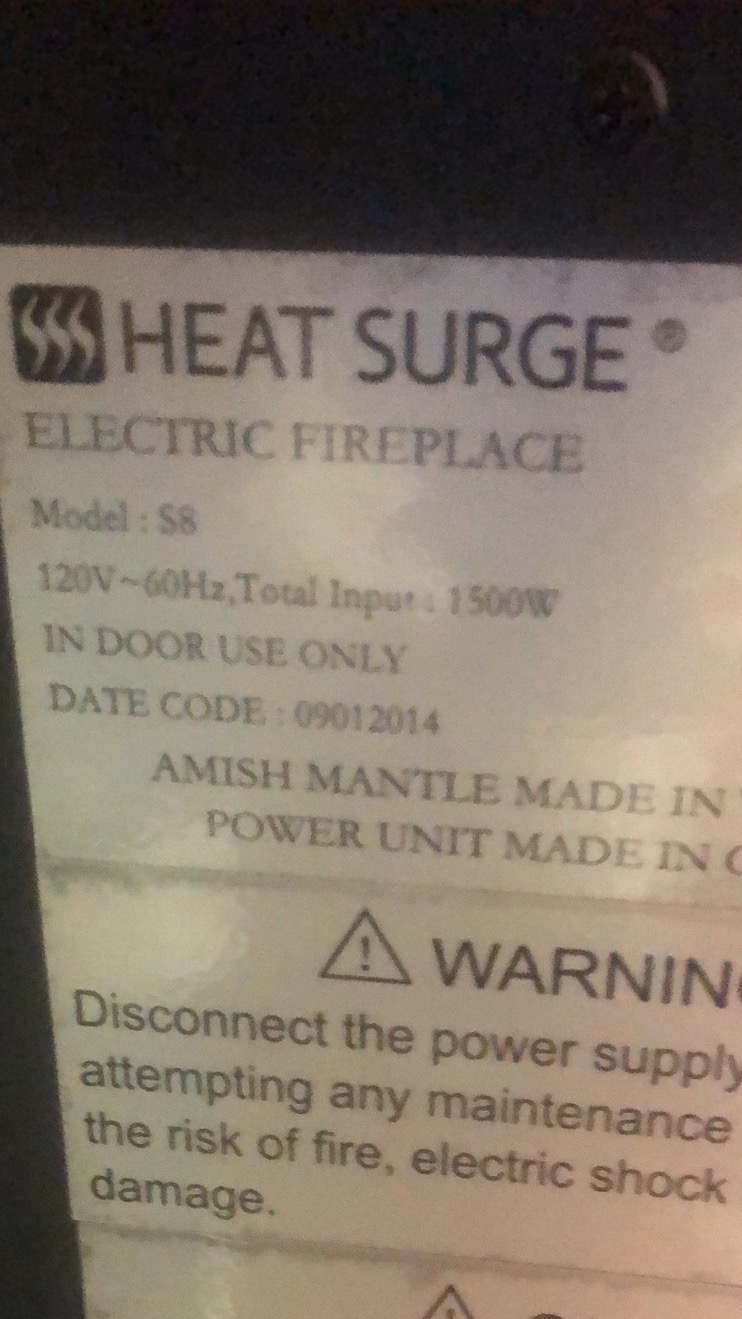 HEAT SURGE®
ELECTRIC FIREPLACE
Model : S8
120V~60Hz,Total Input : 1500W
IN DOOR USE ONLY
DATE CODE : 09012014
AMISH MANTLE MADE IN
POWER UNIT MADE IN
⚠ WARNIN
Disconnect the power supply
attempting any maintenance
the risk of fire, electric shock
damage.